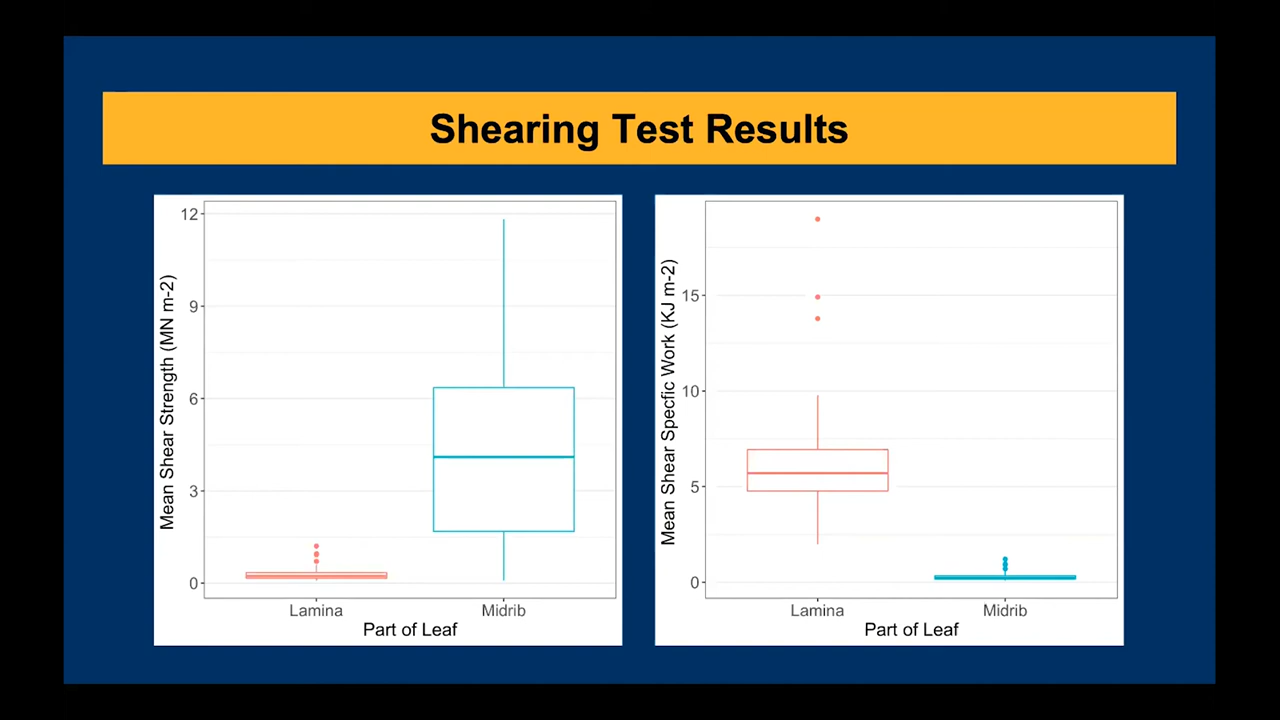 Shearing Test Results
Mean Shear Strength (MN m-2)
12
9
6
3
0
Lamina
Midrib
Part of Leaf
Mean Shear Specfic Work (KJ m-2)
15
10
5
0
Lamina
Midrib
Part of Leaf